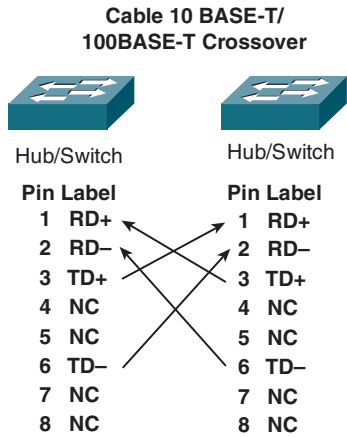 Cable 10 BASE-T/
100BASE-T Crossover
Hub/Switch Hub/Switch
Pin Label Pin Label
1 RD+ 1 RD+
2 RD– 2 RD–
3 TD+ 3 TD+
4 NC 4 NC
5 NC 5 NC
6 TD– 6 TD–
7 NC 7 NC
8 NC 8 NC